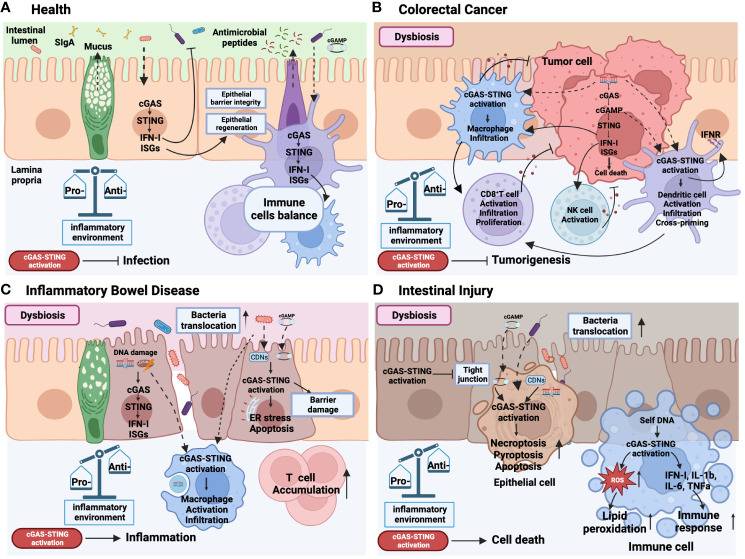 A Health
Intestinal
lumen
SIgA
Mucus
Antimicrobial
peptides
cGAMP
cGAS
STING
IFN-I
ISGs
Epithelial
barrier integrity
Epithelial
regeneration
cGAS
STING
IFN-I
ISGs
Lamina
propria
Pro-
Anti-
inflammatory
environment
Immune
cells balance
cGAS-STING
activation
Infection
B Colorectal Cancer
Dysbiosis
Tumor cell
cGAS-STING
activation
Macrophage
Infiltration
cGAS
cGAMP
STING
IFN-I
ISGs
Cell death
IFNR
cGAS-STING
activation
Dendritic cell
Activation
Infiltration
Cross-priming
CD8+T cell
Activation
Infiltration
Proliferation
NK cell
Activation
Pro-
Anti-
inflammatory
environment
cGAS-STING
activation
Tumorigenesis
C Inflammatory Bowel Disease
Dysbiosis
Bacteria
translocation
cGAMP
DNA damage
cGAS
STING
IFN-I
ISGs
CDNs
cGAS-STING
activation
ER stress
Apoptosis
Barrier
damage
Pro-
Anti-
inflammatory
environment
cGAS-STING
activation
Macrophage
Activation
Infiltration
T cell
Accumulation
cGAS-STING
activation
Inflammation
D Intestinal Injury
Dysbiosis
cGAMP
Bacteria
translocation
cGAS-STING
activation
Tight
junction
CDNs
cGAS-STING
activation
Necroptosis
Pyroptosis
Apoptosis
Epithelial cell
Self DNA
cGAS-STING
activation
ROS
IFN-I, IL-1b,
IL-6, TNFa
Lipid
peroxidation
Immune
response
Immune cell
Pro-
Anti-
inflammatory
environment
cGAS-STING
activation
Cell death